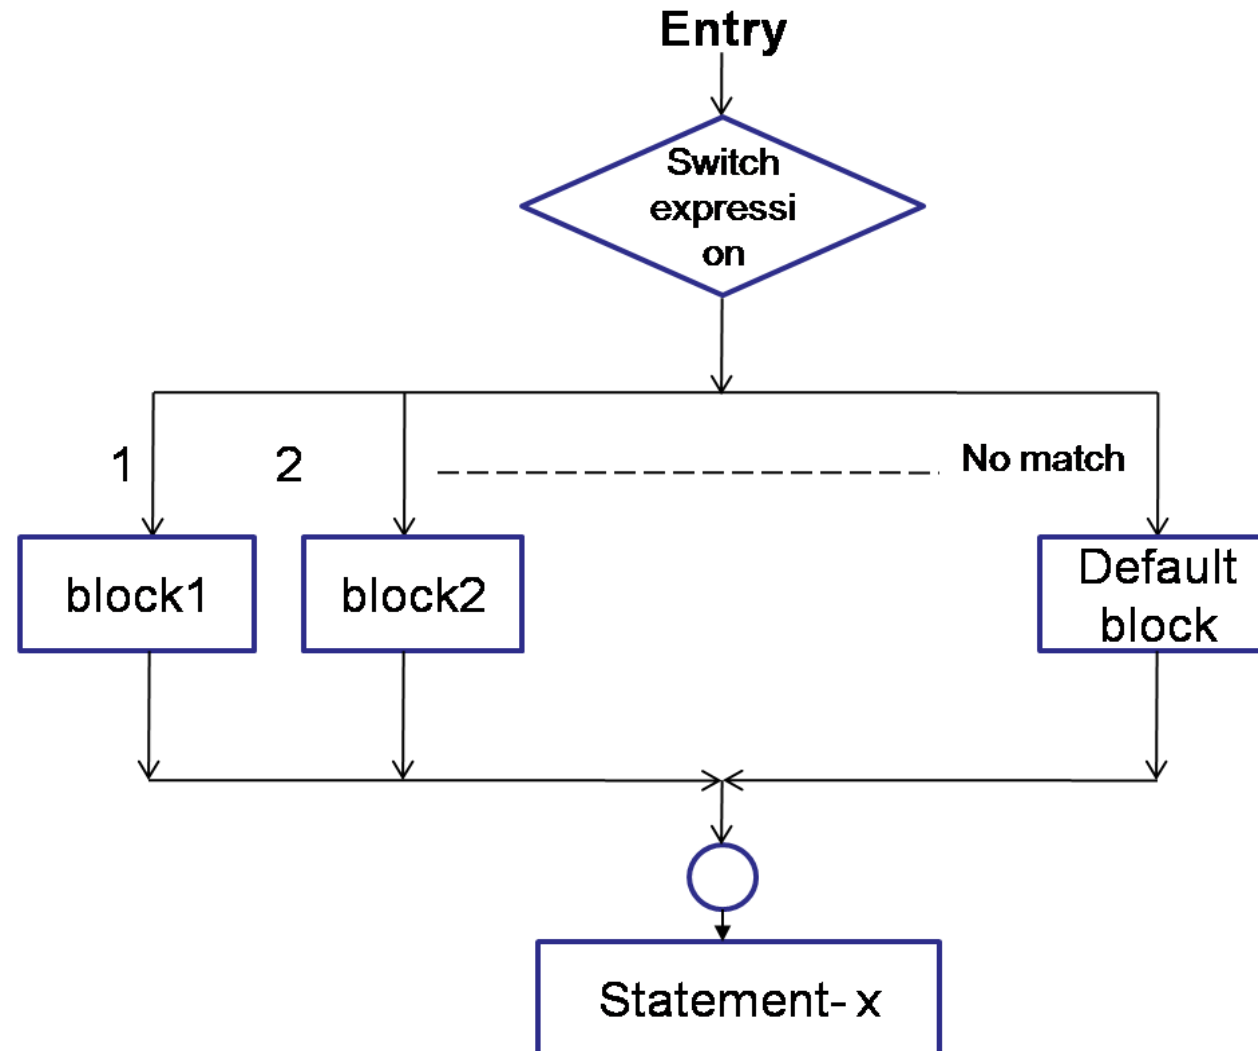 Entry
Switch
expressi
on
1
2
No match
block1
block2
Default
block
Statement- x